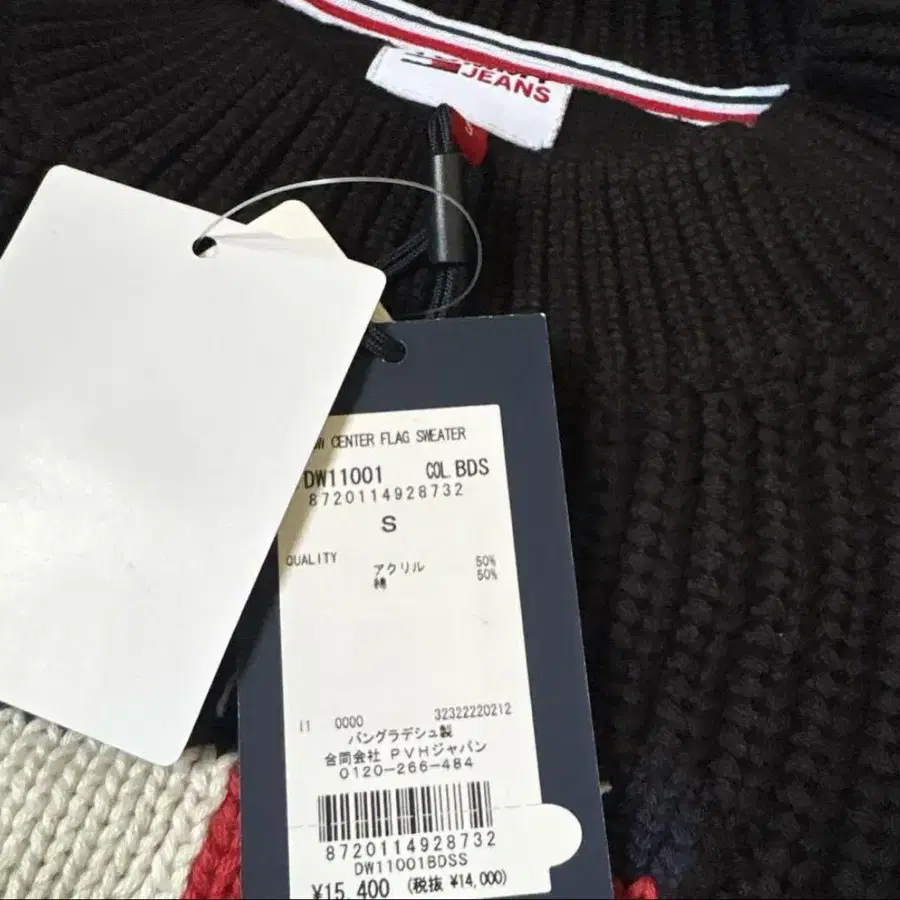 JEANS
CENTER FLAG SWEATER
DW11001 COL.BDS
8720114928732
S
QUALITY アクリル 50%
綿 50%
0000 32322220212
バングラデシュ製
合同会社 PVHジャパン
0120-266-484
8720114928732
DW11001BDSS
¥15,400 (税抜 ¥14,000)